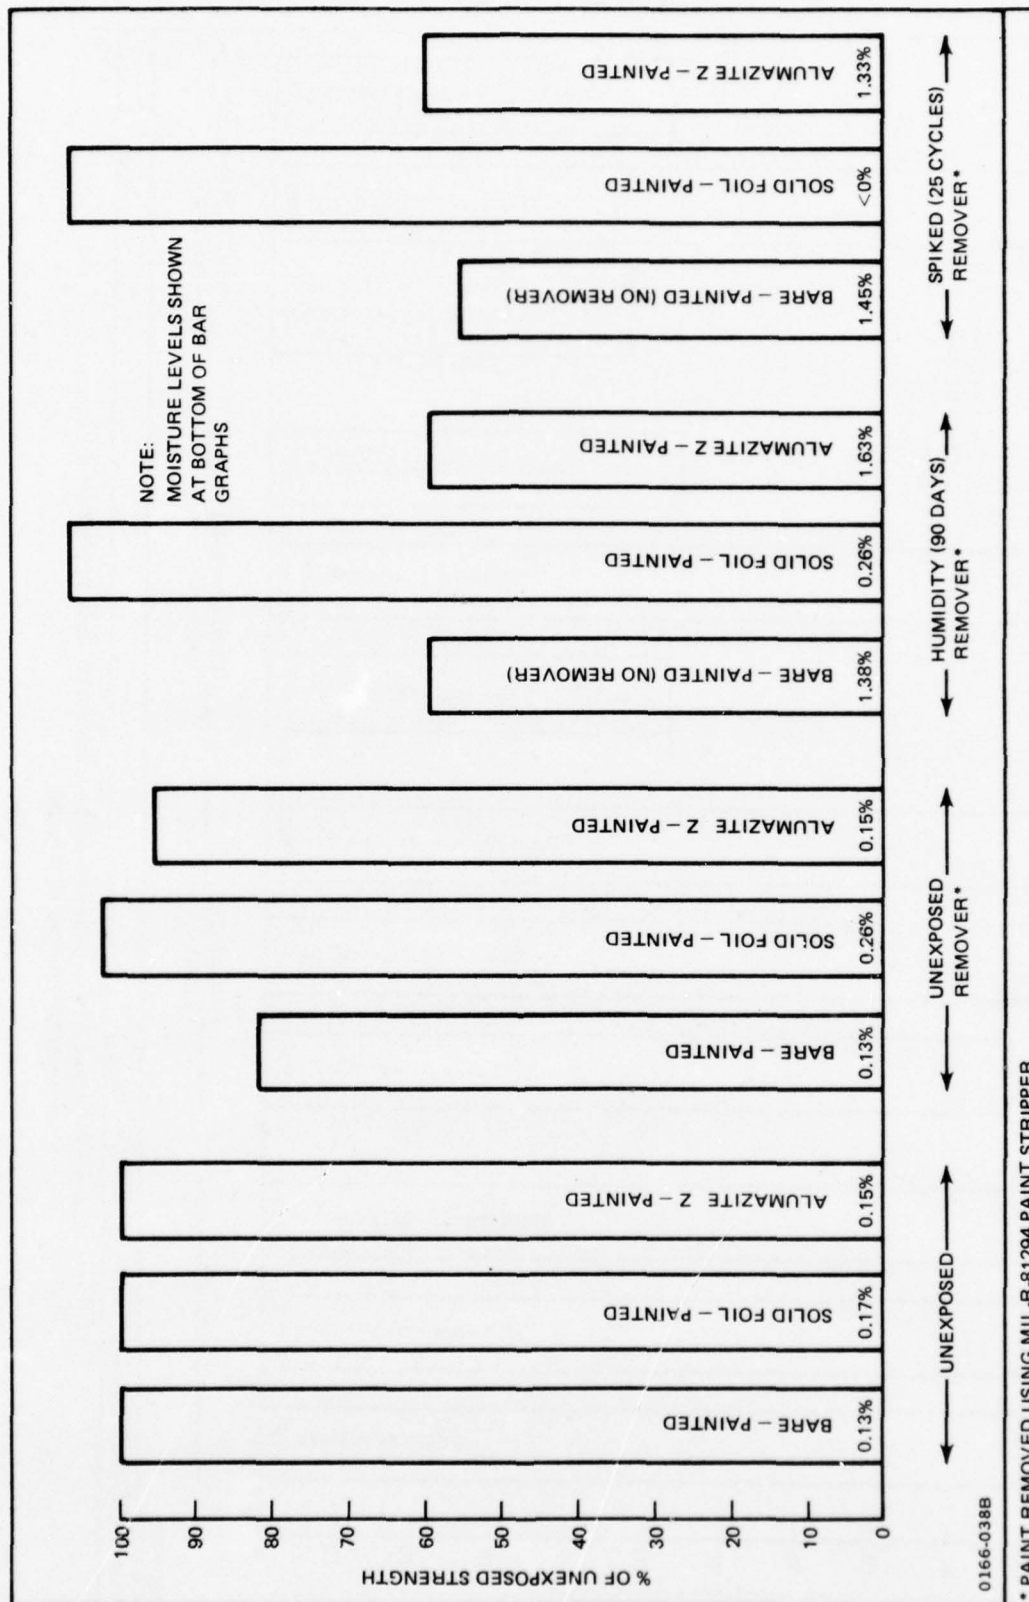 % OF UNEXPOSED STRENGTH
100
90
80
70
60
50
40
30
20
10
0
NOTE:
MOISTURE LEVELS SHOWN
AT BOTTOM OF BAR
GRAPHS
BARE – PAINTED
0.13%
SOLID FOIL – PAINTED
0.17%
ALUMAZITE Z – PAINTED
0.15%
BARE – PAINTED
0.13%
SOLID FOIL – PAINTED
0.26%
ALUMAZITE Z – PAINTED
0.15%
BARE – PAINTED (NO REMOVER)
1.38%
SOLID FOIL – PAINTED
0.26%
ALUMAZITE Z – PAINTED
1.63%
BARE – PAINTED (NO REMOVER)
1.45%
SOLID FOIL – PAINTED
<0%
ALUMAZITE Z – PAINTED
1.33%
UNEXPOSED
UNEXPOSED
REMOVER*
HUMIDITY (90 DAYS)
REMOVER*
SPIKED (25 CYCLES)
REMOVER*
0166-038B
* PAINT REMOVED USING MIL-R-81294 PAINT STRIPPER